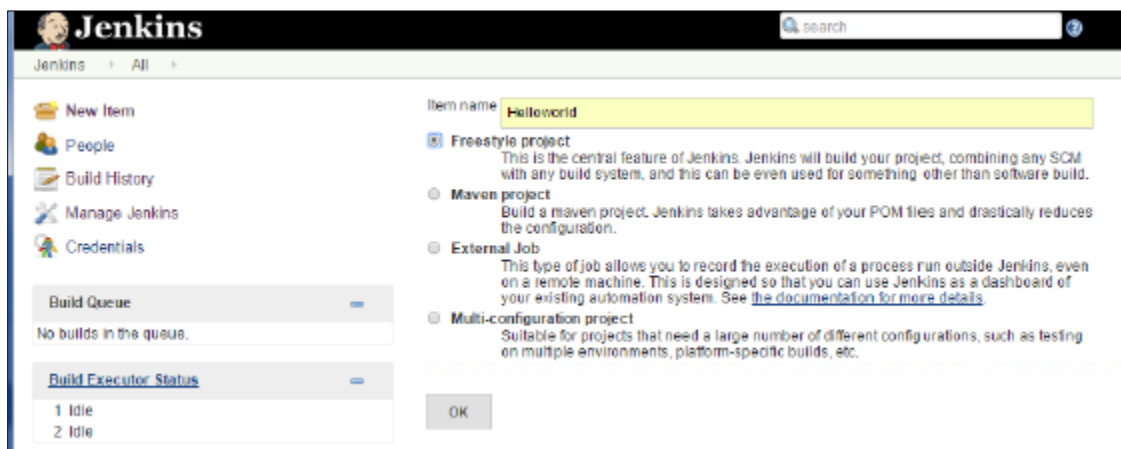 Jenkins
search
Jenkins
All
New Item
People
Build History
Manage Jenkins
Credentials
Build Queue
No builds in the queue.
Build Executor Status
1 Idle
2 Idle
Item name Helloworld
Freestyle project
This is the central feature of Jenkins. Jenkins will build your project, combining any SCM
with any build system, and this can be even used for something other than software build.
Maven project
Build a maven project. Jenkins takes advantage of your POM files and drastically reduces
the configuration.
External Job
This type of job allows you to record the execution of a process run outside Jenkins, even
on a remote machine. This is designed so that you can use Jenkins as a dashboard of
your existing automation system. See the documentation for more details.
Multi-configuration project
Suitable for projects that need a large number of different configurations, such as testing
on multiple environments, platform-specific builds, etc.
OK